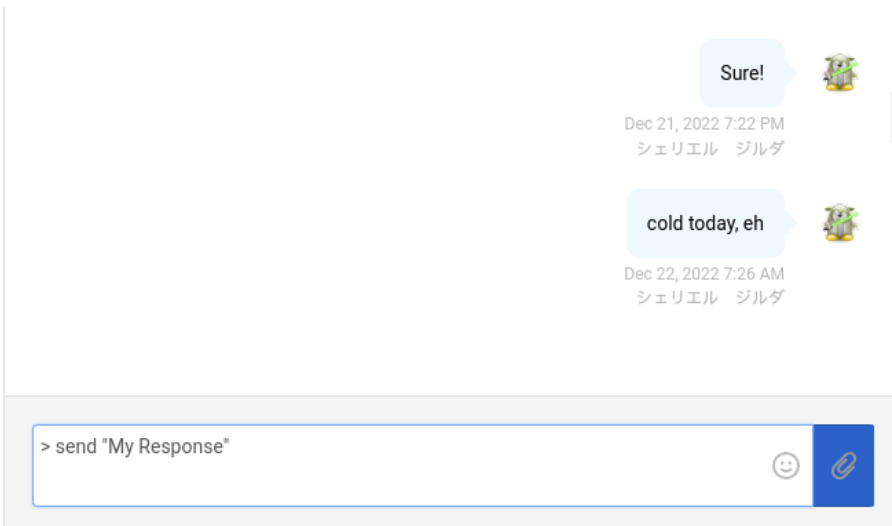 Sure!
Dec 21, 2022 7:22 PM
シェリエル　ジルダ
cold today, eh
Dec 22, 2022 7:26 AM
シェリエル　ジルダ
> send "My Response"